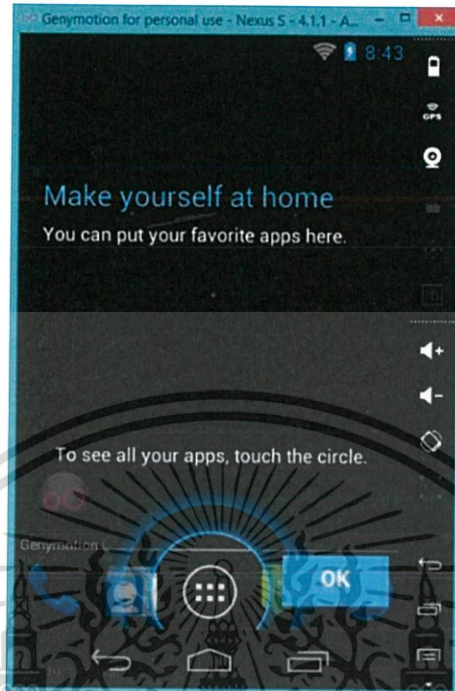 Genymotion for personal use - Nexus S - 4.1.1 - A...
8:43
GPS
Make yourself at home
You can put your favorite apps here.
To see all your apps, touch the circle.
Genymotion
OK